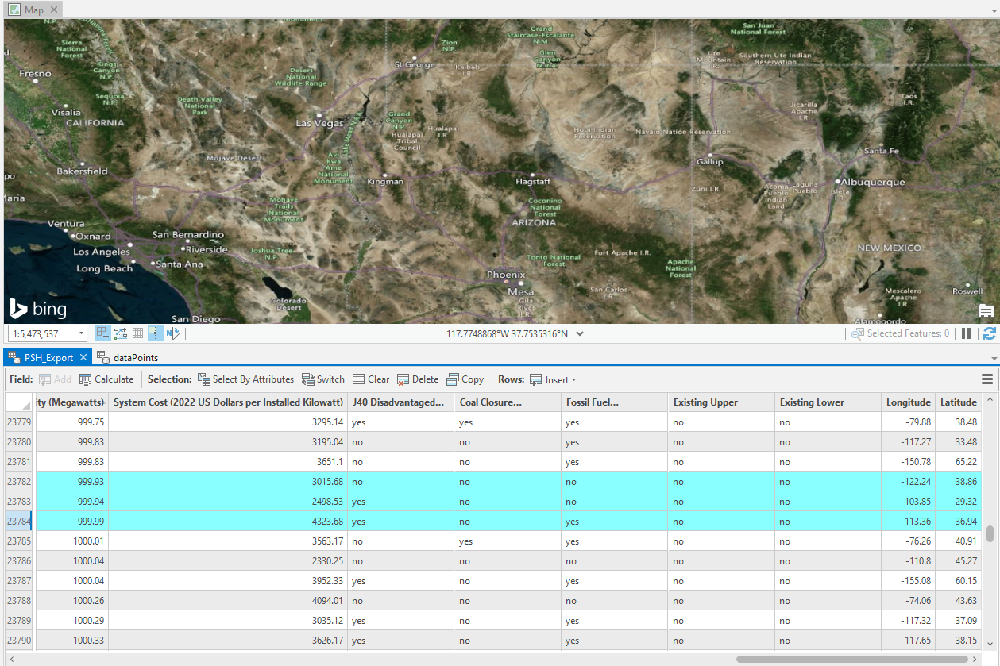 Map
San Juan
National Forest
Grand
Staircase-Escalante
N.M
Sierra
National
Forest
Zion
N.P.
Glen
Canyon
N.R.A.
Ute
Mountain
I.R.
Southern Ute Indian
Reservation
St George
Kaibab
I.R.
Kings
Canyon
N.P.
Fresno
Desert
National
Wildlife Range
Sequoia
N.P.
Death Valley
National
Park
Taos
I.R.
Visalia
CALIFORNIA
Jicarilla
Apache
I.R
Las Vegas
Grand
Canyon
N.P.
Hualapai
Tribal
Council
Hualapai
I.R.
Lake Mead N.R.A.
Hopi Indian
Reservation
Navajo Nation Reservation
Santa Fe
Mojave Desert
Avi
Kwa
Ame
National
Monument
Gallup
Bakersfield
po
Kingman
Flagstaff
Zuni I.R.
Acoma
Pueblo
Indian
Land
Laguna
Pueblo
Albuquerque
sleta
I.R.
Maria
Mohave
Trails
National
Monument
Coconino
National
Forest
ARIZONA
Ventura
Oxnard
San Bernardino
Riverside
Los Angeles
Santa Ana
Long Beach
Joshua Tree
N.P.
Fort Apache I.R.
Tonto National
Forest
Apache
National
Forest
NEW MEXICO
Phoenix
Mesa
Gila
River
I.R.
San Carlos
I.R.
Mescalero
Apache
I.R.
Roswell
Colorado
Desert
San Diego
Alamogordo
bing
1:5,473,537 117.7748868°W 37.7535316°N Selected Features: 0
PSH_Export dataPoints
Field: Add Calculate Selection: Select By Attributes Switch Clear Delete Copy Rows: Insert
ity (Megawatts) System Cost (2022 US Dollars per Installed Kilowatt) J40 Disadvantaged... Coal Closure... Fossil Fuel... Existing Upper Existing Lower Longitude Latitude
23779 999.75 3295.14 yes yes yes no no -79.88 38.48
23780 999.83 3195.04 no no yes no no -117.27 33.48
23781 999.83 3651.1 no no yes no no -150.78 65.22
23782 999.93 3015.68 no no no no no -122.24 38.86
23783 999.94 2498.53 yes no no no no -103.85 29.32
23784 999.99 4323.68 yes no yes no no -113.36 36.94
23785 1000.01 3563.17 no yes yes no no -76.26 40.91
23786 1000.04 2330.25 no no no no no -110.8 45.27
23787 1000.04 3952.33 yes no yes no no -155.08 60.15
23788 1000.26 4094.01 no no no no no -74.06 43.63
23789 1000.29 3035.12 yes no yes no no -117.32 37.09
23790 1000.33 3626.17 yes no yes no no -117.65 38.15